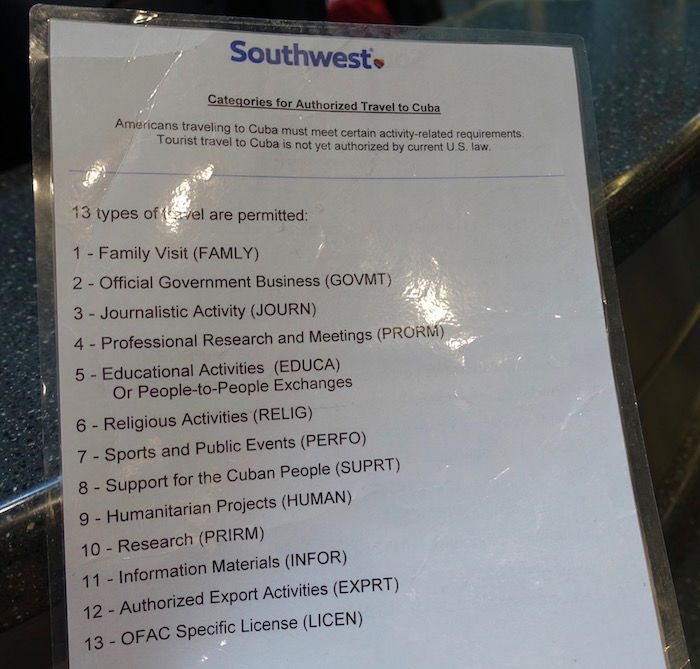 Southwest
Categories for Authorized Travel to Cuba
Americans traveling to Cuba must meet certain activity-related requirements.
Tourist travel to Cuba is not yet authorized by current U.S. law.
13 types of travel are permitted:
1 - Family Visit (FAMLY)
2 - Official Government Business (GOVMT)
3 - Journalistic Activity (JOURN)
4 - Professional Research and Meetings (PRORM)
5 - Educational Activities (EDUCA)
Or People-to-People Exchanges
6 - Religious Activities (RELIG)
7 - Sports and Public Events (PERFO)
8 - Support for the Cuban People (SUPRT)
9 - Humanitarian Projects (HUMAN)
10 - Research (PRIRM)
11 - Information Materials (INFOR)
12 - Authorized Export Activities (EXPRT)
13 - OFAC Specific License (LICEN)